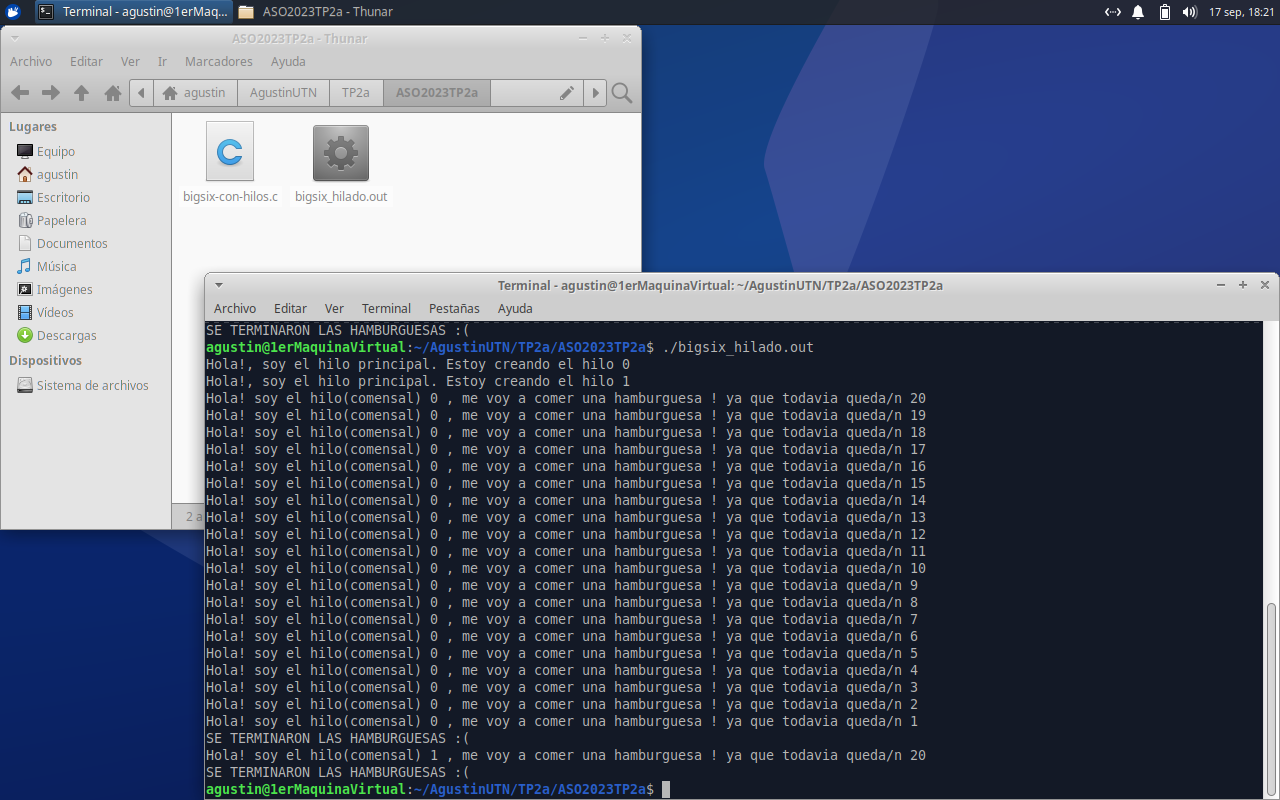 Terminal - agustin@1erMaq...
ASO2023TP2a - Thunar
17 sep, 18:21
ASO2023TP2a - Thunar
Archivo Editar Ver Ir Marcadores Ayuda
agustin AgustinUTN TP2a ASO2023TP2a
Lugares
Equipo
agustin
Escritorio
Papelera
Documentos
Música
Imágenes
Vídeos
Descargas
Dispositivos
Sistema de archivos
C
bigsix-con-hilos.c
bigsix_hilado.out
2
Terminal - agustin@1erMaquinaVirtual: ~/AgustinUTN/TP2a/ASO2023TP2a
Archivo Editar Ver Terminal Pestañas Ayuda
SE TERMINARON LAS HAMBURGUESAS :(
agustin@1erMaquinaVirtual:~/AgustinUTN/TP2a/ASO2023TP2a$ ./bigsix_hilado.out
Hola!, soy el hilo principal. Estoy creando el hilo 0
Hola!, soy el hilo principal. Estoy creando el hilo 1
Hola! soy el hilo(comensal) 0 , me voy a comer una hamburguesa ! ya que todavia queda/n 20
Hola! soy el hilo(comensal) 0 , me voy a comer una hamburguesa ! ya que todavia queda/n 19
Hola! soy el hilo(comensal) 0 , me voy a comer una hamburguesa ! ya que todavia queda/n 18
Hola! soy el hilo(comensal) 0 , me voy a comer una hamburguesa ! ya que todavia queda/n 17
Hola! soy el hilo(comensal) 0 , me voy a comer una hamburguesa ! ya que todavia queda/n 16
Hola! soy el hilo(comensal) 0 , me voy a comer una hamburguesa ! ya que todavia queda/n 15
Hola! soy el hilo(comensal) 0 , me voy a comer una hamburguesa ! ya que todavia queda/n 14
Hola! soy el hilo(comensal) 0 , me voy a comer una hamburguesa ! ya que todavia queda/n 13
Hola! soy el hilo(comensal) 0 , me voy a comer una hamburguesa ! ya que todavia queda/n 12
Hola! soy el hilo(comensal) 0 , me voy a comer una hamburguesa ! ya que todavia queda/n 11
Hola! soy el hilo(comensal) 0 , me voy a comer una hamburguesa ! ya que todavia queda/n 10
Hola! soy el hilo(comensal) 0 , me voy a comer una hamburguesa ! ya que todavia queda/n 9
Hola! soy el hilo(comensal) 0 , me voy a comer una hamburguesa ! ya que todavia queda/n 8
Hola! soy el hilo(comensal) 0 , me voy a comer una hamburguesa ! ya que todavia queda/n 7
Hola! soy el hilo(comensal) 0 , me voy a comer una hamburguesa ! ya que todavia queda/n 6
Hola! soy el hilo(comensal) 0 , me voy a comer una hamburguesa ! ya que todavia queda/n 5
Hola! soy el hilo(comensal) 0 , me voy a comer una hamburguesa ! ya que todavia queda/n 4
Hola! soy el hilo(comensal) 0 , me voy a comer una hamburguesa ! ya que todavia queda/n 3
Hola! soy el hilo(comensal) 0 , me voy a comer una hamburguesa ! ya que todavia queda/n 2
Hola! soy el hilo(comensal) 0 , me voy a comer una hamburguesa ! ya que todavia queda/n 1
SE TERMINARON LAS HAMBURGUESAS :(
Hola! soy el hilo(comensal) 1 , me voy a comer una hamburguesa ! ya que todavia queda/n 20
SE TERMINARON LAS HAMBURGUESAS :(
agustin@1erMaquinaVirtual:~/AgustinUTN/TP2a/ASO2023TP2a$